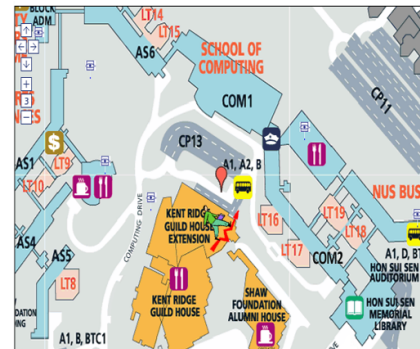 BLOCK
ADM
LT14
LT15
AS6
SCHOOL OF
COMPUTING
COM1
CP11
3
CP13
A1, A2, B
AS1
LT9
LT10
NUS BUS
COMPUTING DRIVE
KENT RIDGE
GUILD HOUSE
EXTENSION
LT16
LT19
LT18
LT17
COM2
A1, D, B
HON SUI SEN
AUDITORIUM
AS4
AS5
LT8
KENT RIDGE
GUILD HOUSE
SHAW
FOUNDATION
ALUMNI HOUSE
HON SUI SEN
MEMORIAL
LIBRARY
A1, B, BTC1
DRIVE